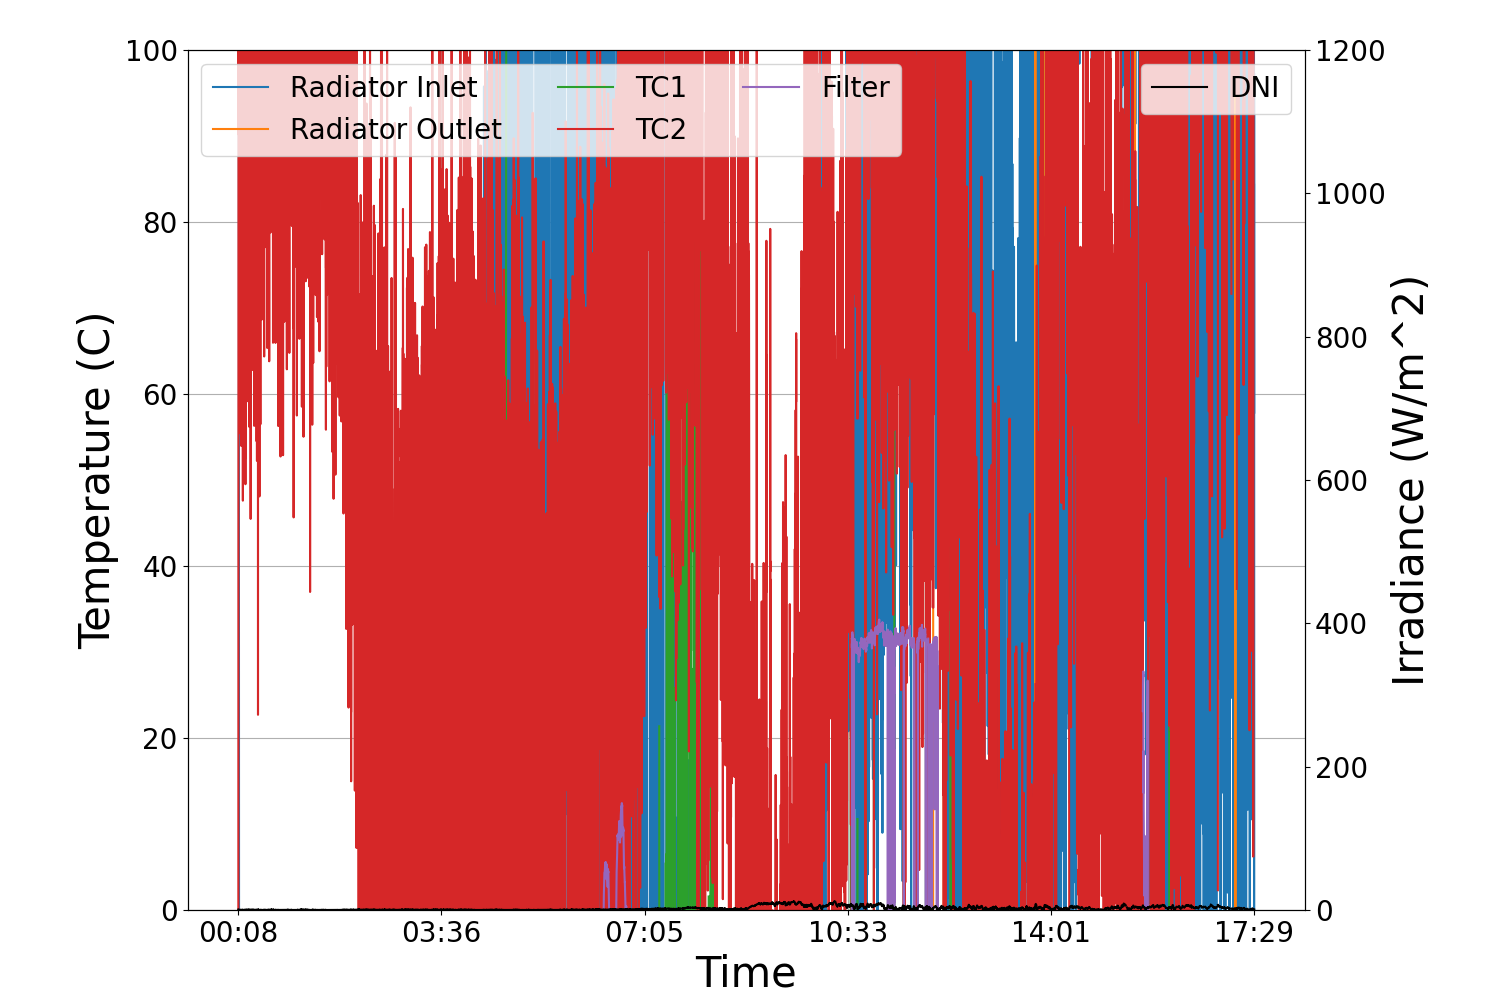 100
80
60
40
20
0
Temperature (C)
Radiator Inlet
Radiator Outlet
TC1
TC2
Filter
DNI
1200
1000
800
600
400
200
0
Irradiance (W/m^2)
00:08
03:36
07:05
10:33
14:01
17:29
Time